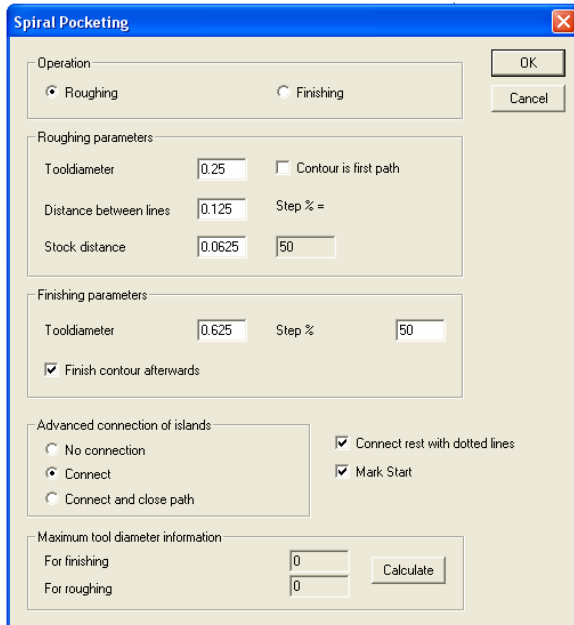 Spiral Pocketing
OK
Cancel
Operation
Roughing Finishing
Roughing parameters
Tooldiameter 0.25 Contour is first path
Distance between lines 0.125 Step % =
Stock distance 0.0625 50
Finishing parameters
Tooldiameter 0.625 Step % 50
Finish contour afterwards
Advanced connection of islands
No connection
Connect
Connect and close path
Connect rest with dotted lines
Mark Start
Maximum tool diameter information
For finishing 0
For roughing 0
Calculate